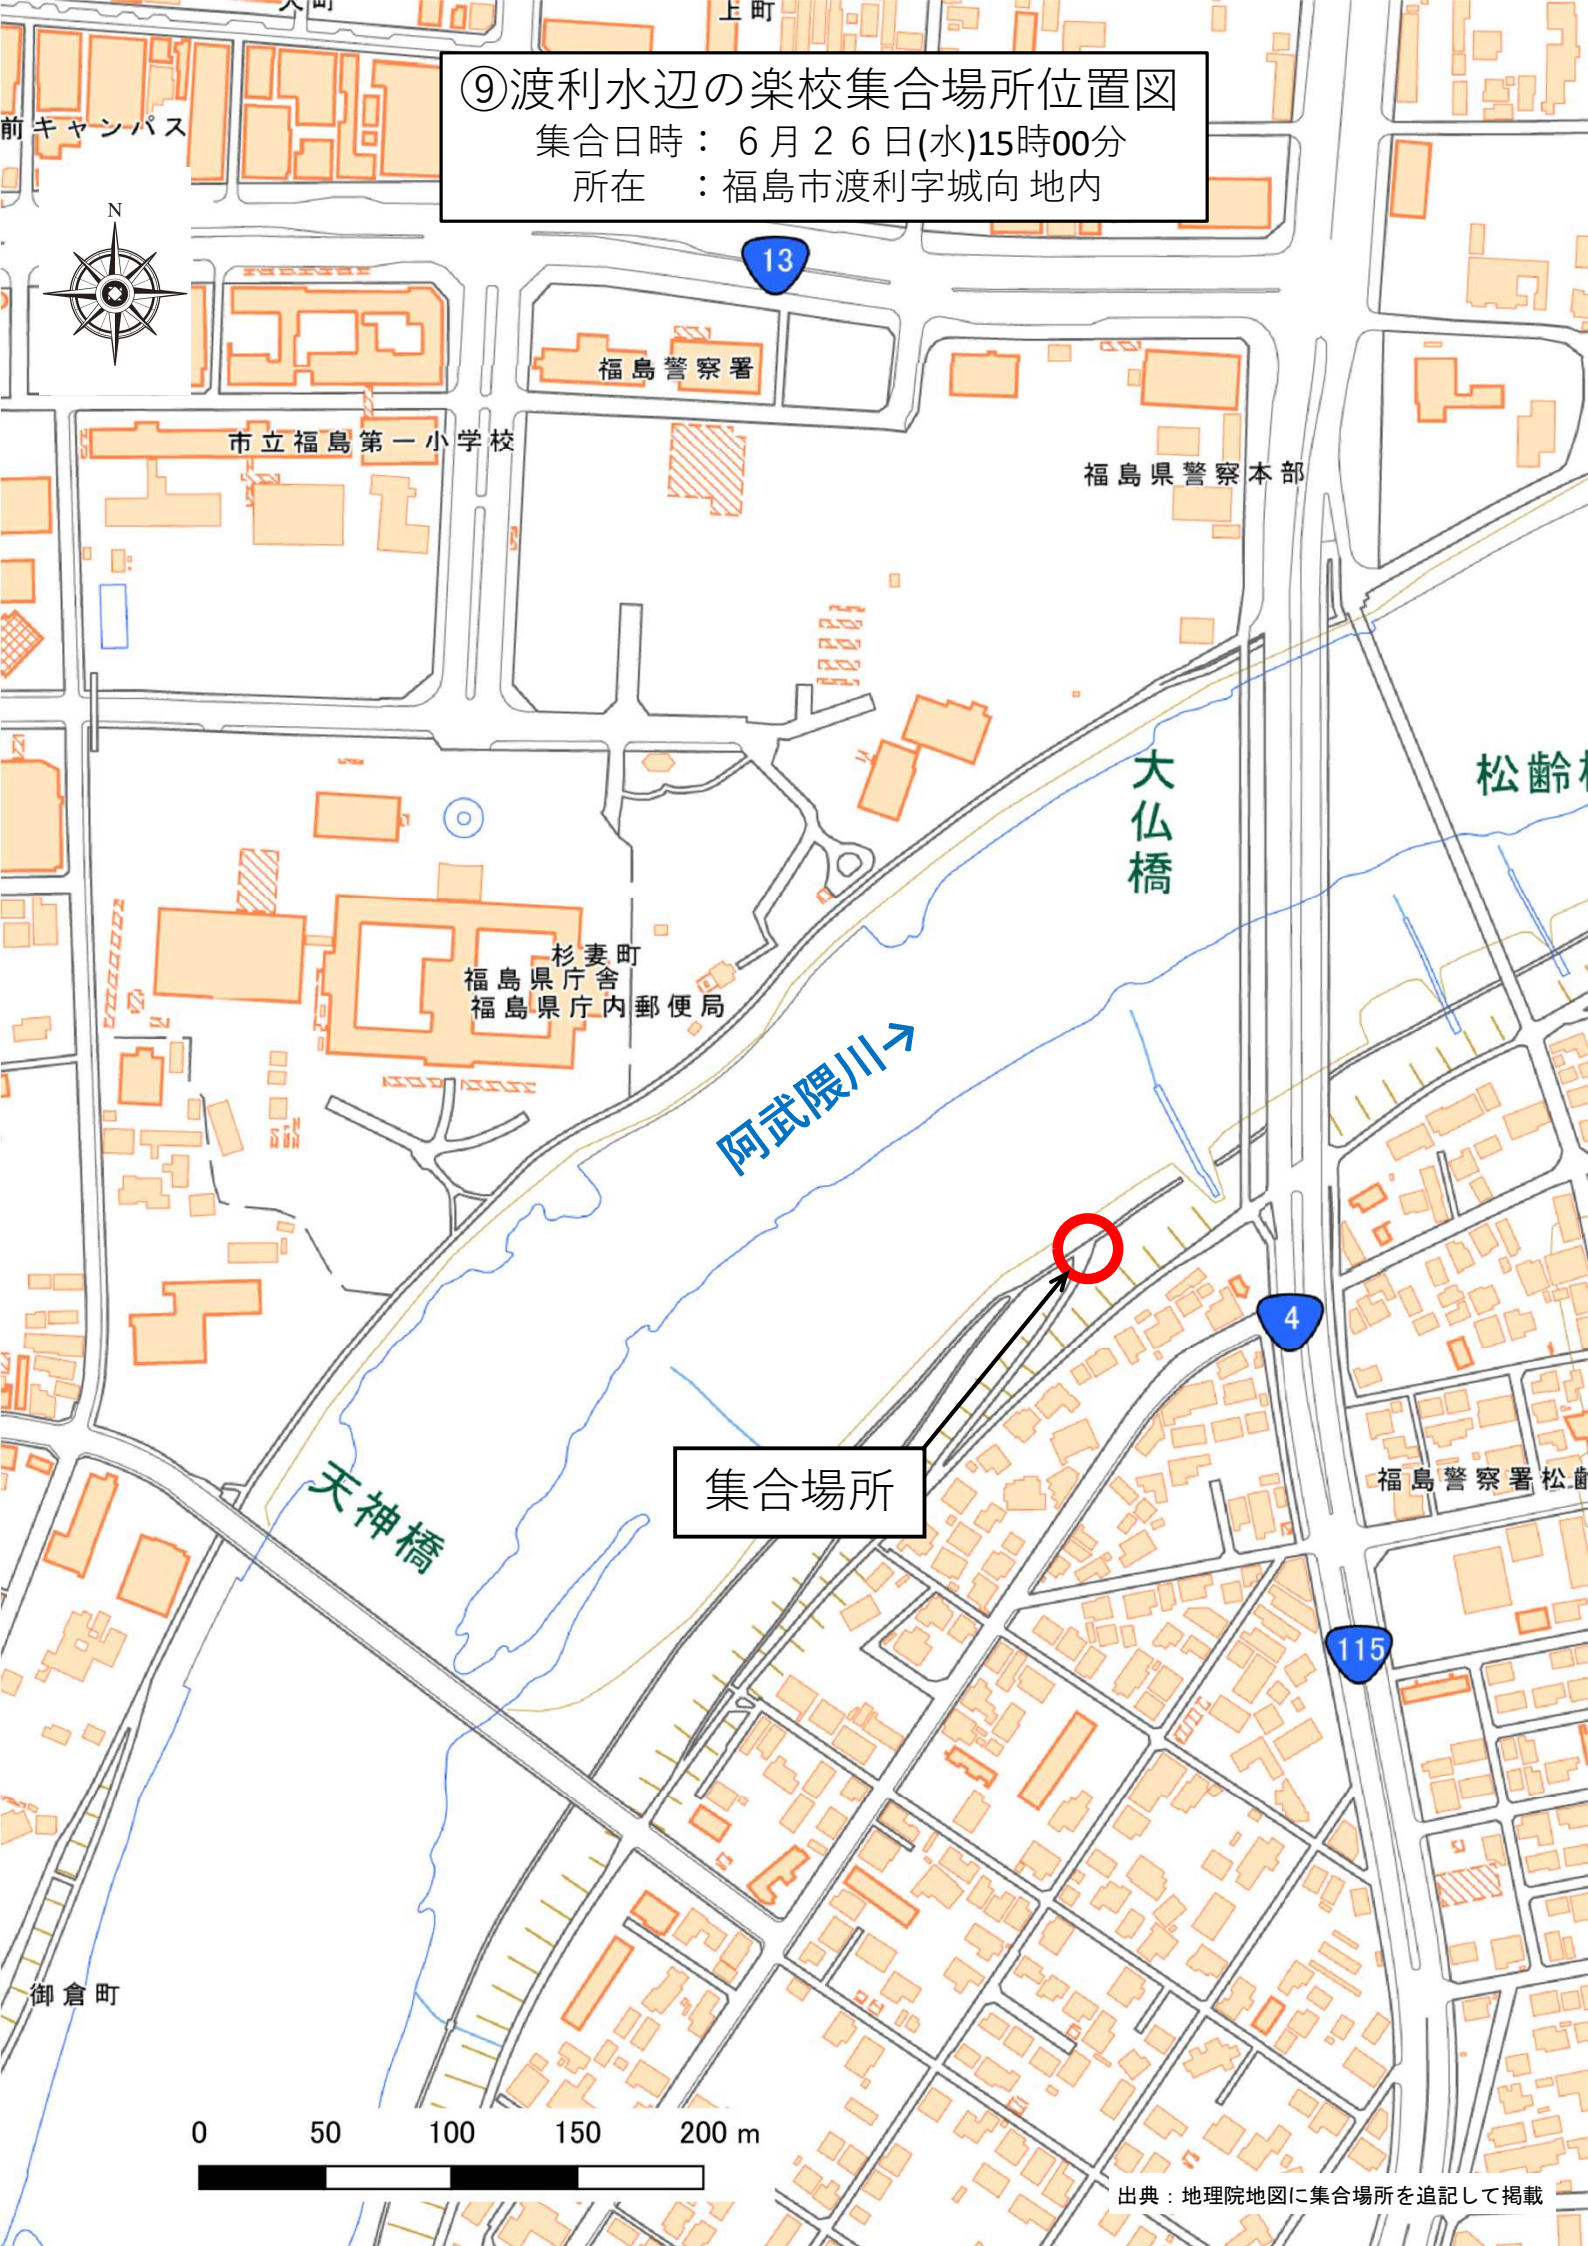 上町
⑨渡利水辺の楽校集合場所位置図
集合日時：６月２６日(水)15時00分
所在　：福島市渡利字城向 地内
前キャンパス
N
13
福島警察署
市立福島第一小学校
福島県警察本部
大仏橋
松齢
杉妻町
福島県庁舎
福島県庁内郵便局
阿武隈川→
4
集合場所
天神橋
福島警察署松齢
115
御倉町
0 50 100 150 200 m
出典：地理院地図に集合場所を追記して掲載